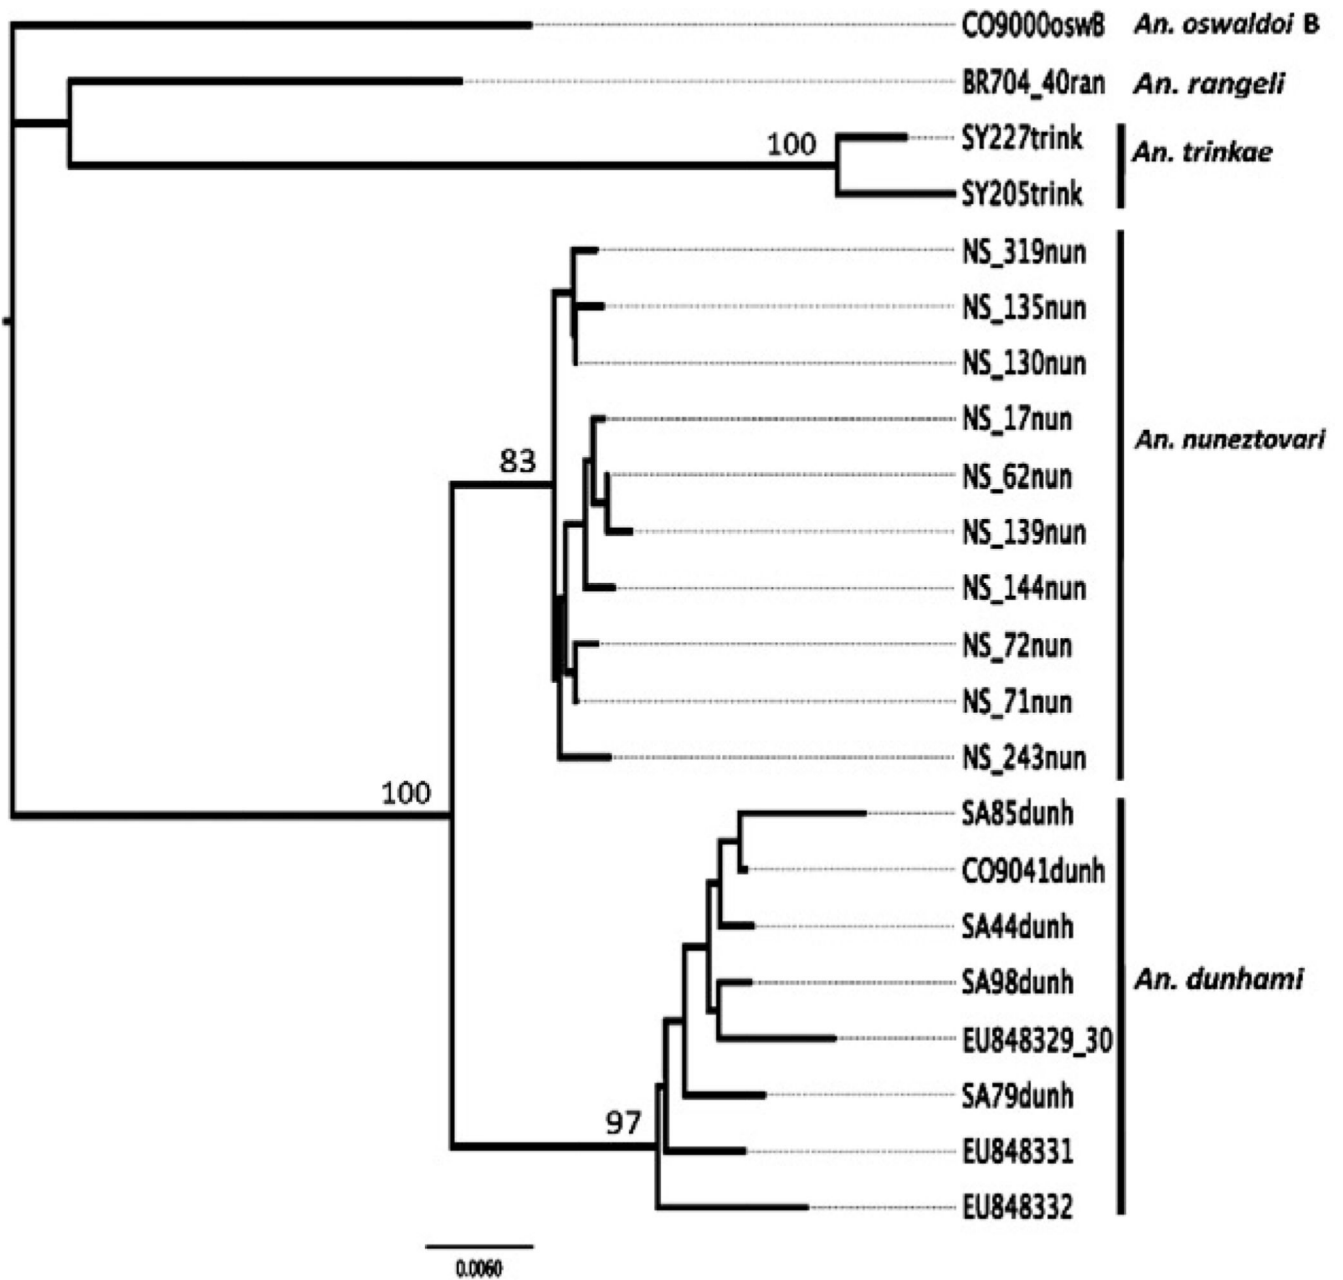 CO9000oswB An. oswaldoi B
BR704_40ran An. rangeli
100 SY227trink
An. trinkae
SY205trink
NS_319nun
NS_135nun
NS_130nun
NS_17nun
An. nuneztovari
83
NS_62nun
NS_139nun
NS_144nun
NS_72nun
NS_71nun
NS_243nun
100
SA85dunh
CO9041dunh
SA44dunh
SA98dunh An. dunhami
EU848329_30
SA79dunh
97
EU848331
EU848332
0.0060